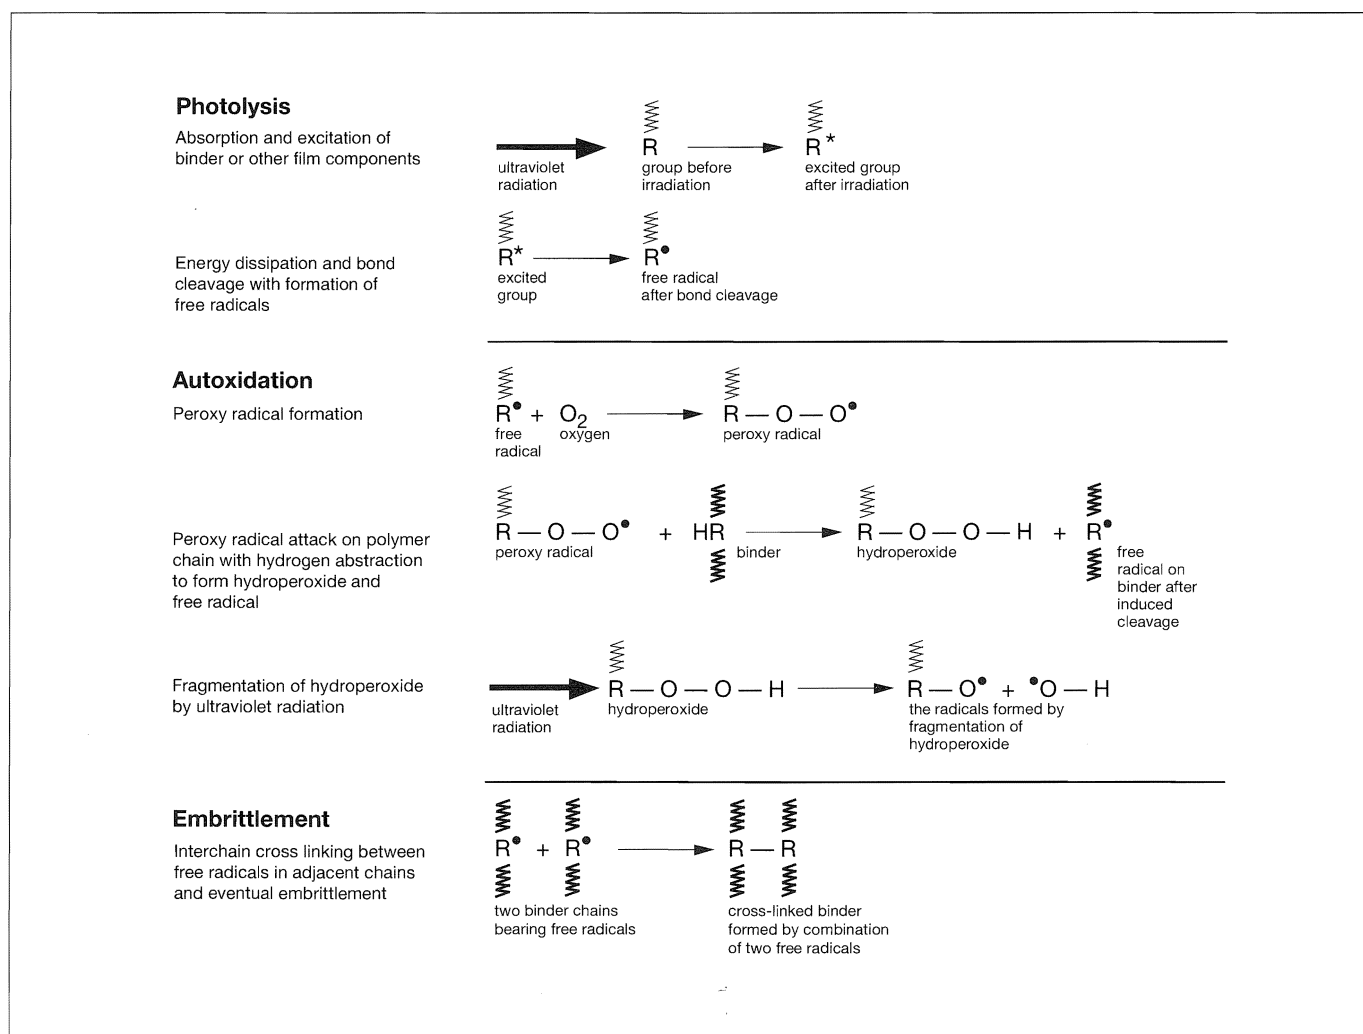 Photolysis
Absorption and excitation of
binder or other film components
ultraviolet
radiation
R
group before
irradiation
R*
excited group
after irradiation
Energy dissipation and bond
cleavage with formation of
free radicals
R*
excited
group
R•
free radical
after bond cleavage
Autoxidation
Peroxy radical formation
R• + O₂
free
radical
oxygen
R — O — O•
peroxy radical
Peroxy radical attack on polymer
chain with hydrogen abstraction
to form hydroperoxide and
free radical
R — O — O• + HR
peroxy radical
binder
R — O — O — H + R•
hydroperoxide
free
radical on
binder after
induced
cleavage
Fragmentation of hydroperoxide
by ultraviolet radiation
ultraviolet
radiation
R — O — O — H
hydroperoxide
R — O• + •O — H
the radicals formed by
fragmentation of
hydroperoxide
Embrittlement
Interchain cross linking between
free radicals in adjacent chains
and eventual embrittlement
R• + R•
two binder chains
bearing free radicals
R — R
cross-linked binder
formed by combination
of two free radicals